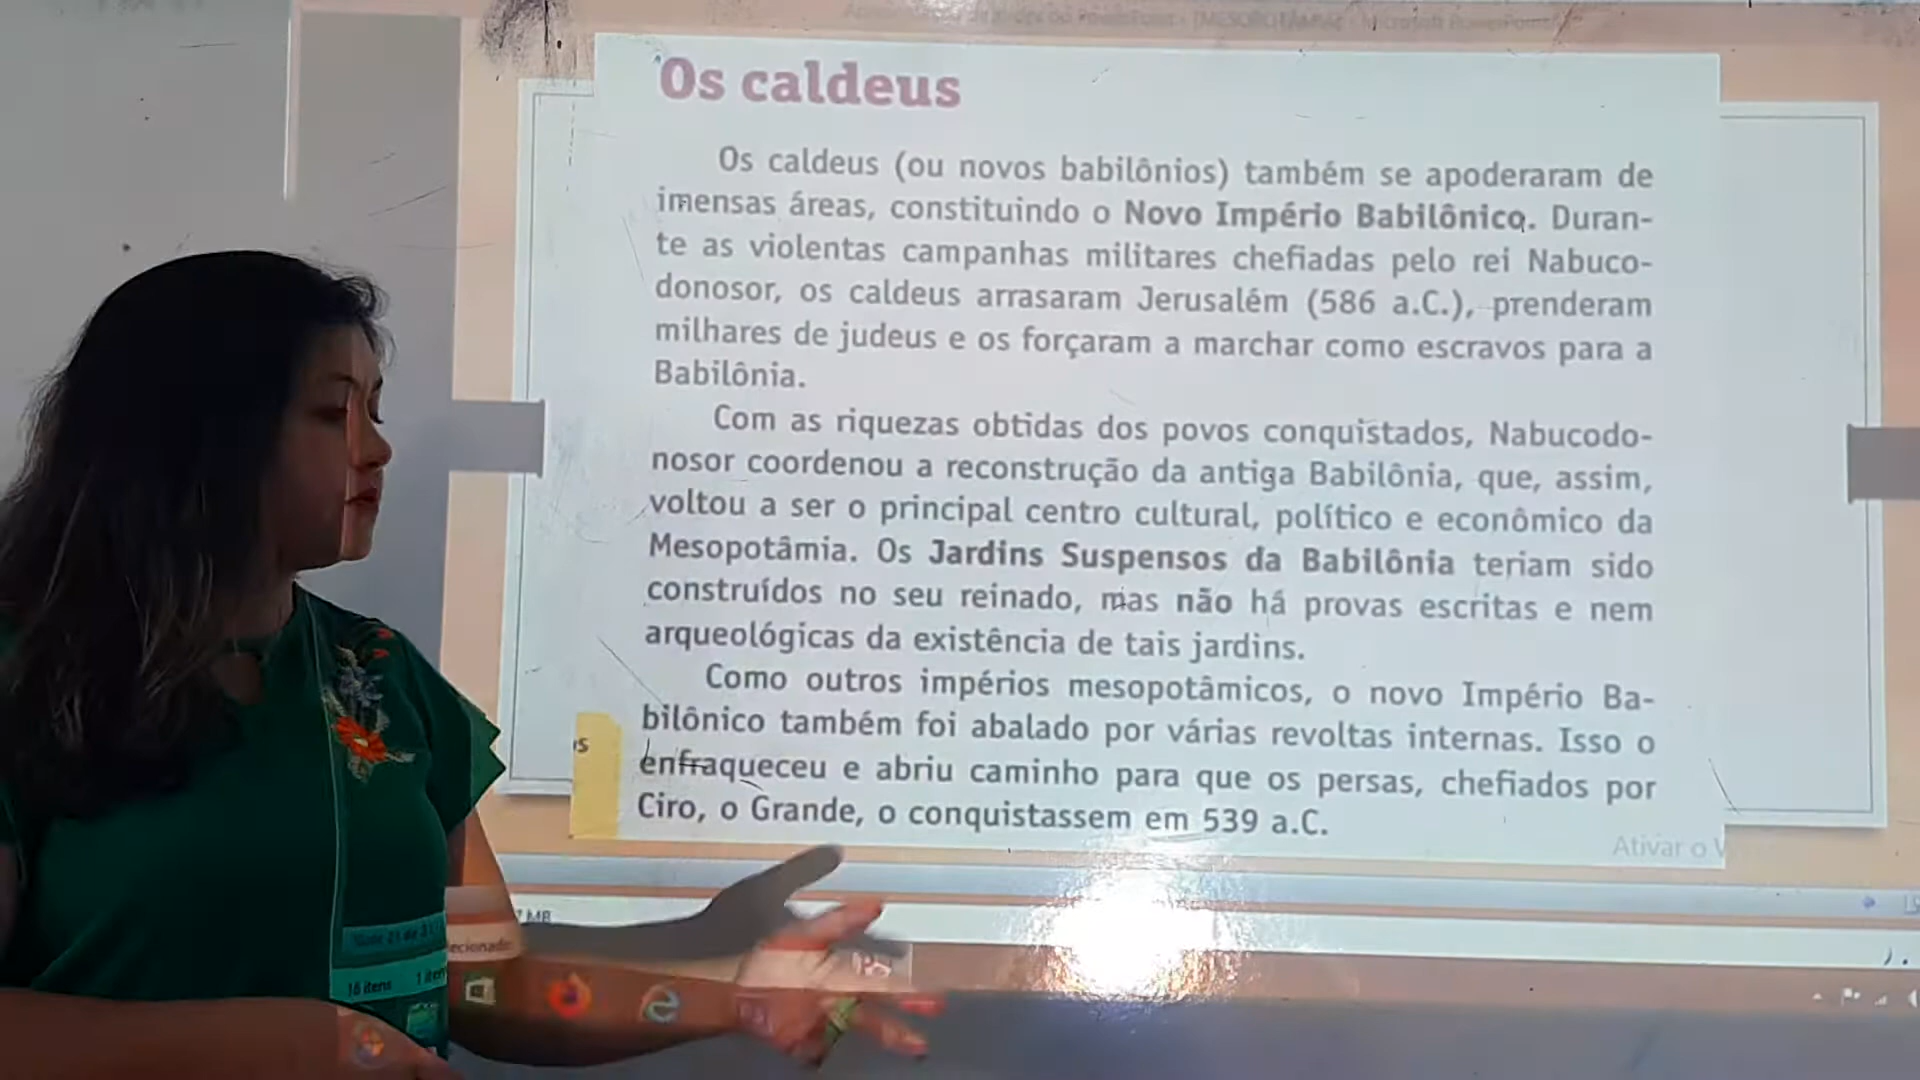 Os caldeus
Os caldeus (ou novos babilônios) também se apoderaram de
imensas áreas, constituindo o Novo Império Babilônico. Duran-
te as violentas campanhas militares chefiadas pelo rei Nabuco-
donosor, os caldeus arrasaram Jerusalém (586 a.C.), prenderam
milhares de judeus e os forçaram a marchar como escravos para a
Babilônia.
Com as riquezas obtidas dos povos conquistados, Nabucodo-
nosor coordenou a reconstrução da antiga Babilônia, que, assim,
voltou a ser o principal centro cultural, político e econômico da
Mesopotâmia. Os Jardins Suspensos da Babilônia teriam sido
construídos no seu reinado, mas não há provas escritas e nem
arqueológicas da existência de tais jardins.
Como outros impérios mesopotâmicos, o novo Império Ba-
bilônico também foi abalado por várias revoltas internas. Isso o
enfraqueceu e abriu caminho para que os persas, chefiados por
Ciro, o Grande, o conquistassem em 539 a.C.
Ativar o
MB
16 itens